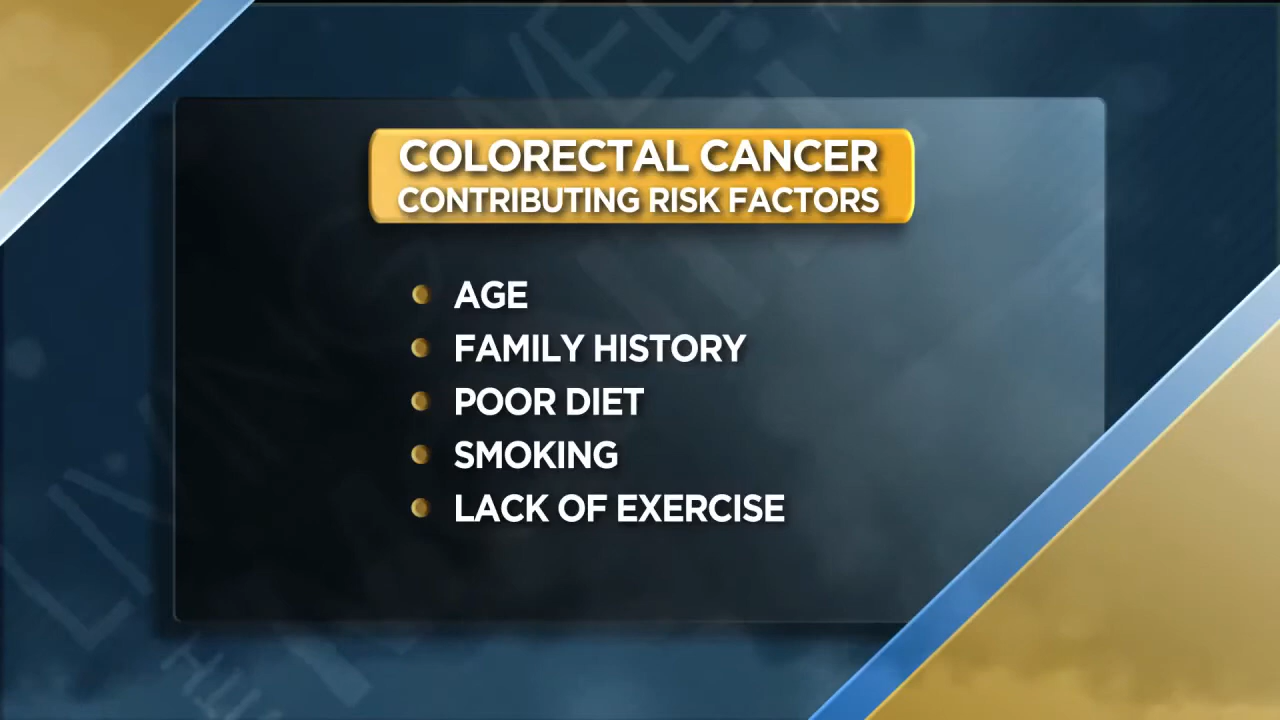 COLORECTAL CANCER
CONTRIBUTING RISK FACTORS
AGE
FAMILY HISTORY
POOR DIET
SMOKING
LACK OF EXERCISE